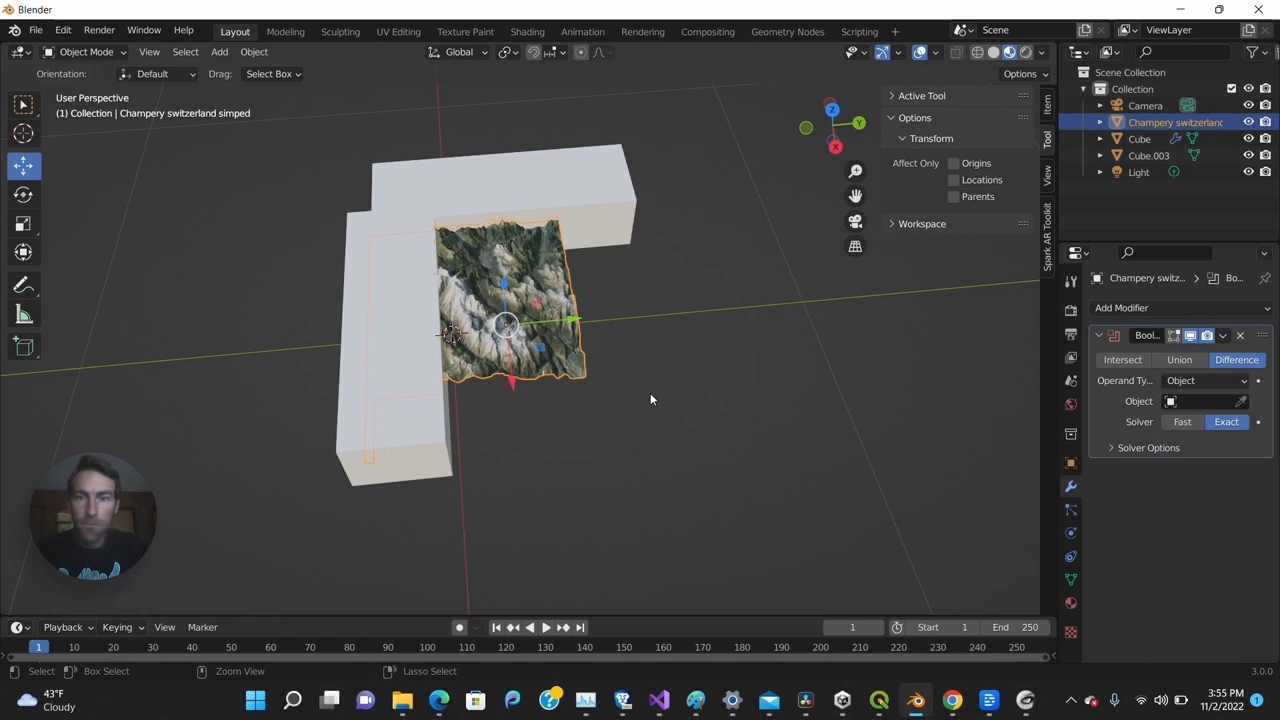 Blender
File Edit Render Window Help Layout Modeling Sculpting UV Editing Texture Paint Shading Animation Rendering Compositing Geometry Nodes Scripting + Scene ViewLayer
Object Mode View Select Add Object Global
Orientation: Default Drag: Select Box Options
User Perspective
(1) Collection | Champery switzerland simped
Z
Y
X
Active Tool
Options
Transform
Affect Only Origins
Locations
Parents
Workspace
Item
Tool
View
Spark AR Toolkit
Scene Collection
Collection
Camera
Champery switzerland
Cube
Cube.003
Light
Champery switz... Bo...
Add Modifier
Bool...
Intersect Union Difference
Operand Ty... Object
Object
Solver Fast Exact
Solver Options
Playback Keying View Marker 1 Start 1 End 250
1 10 20 30 40 50 60 70 80 90 100 110 120 130 140 150 160 170 180 190 200 210 220 230 240 250
Select Box Select Zoom View Lasso Select 3.0.0
43°F
Cloudy
3:55 PM
11/2/2022
1